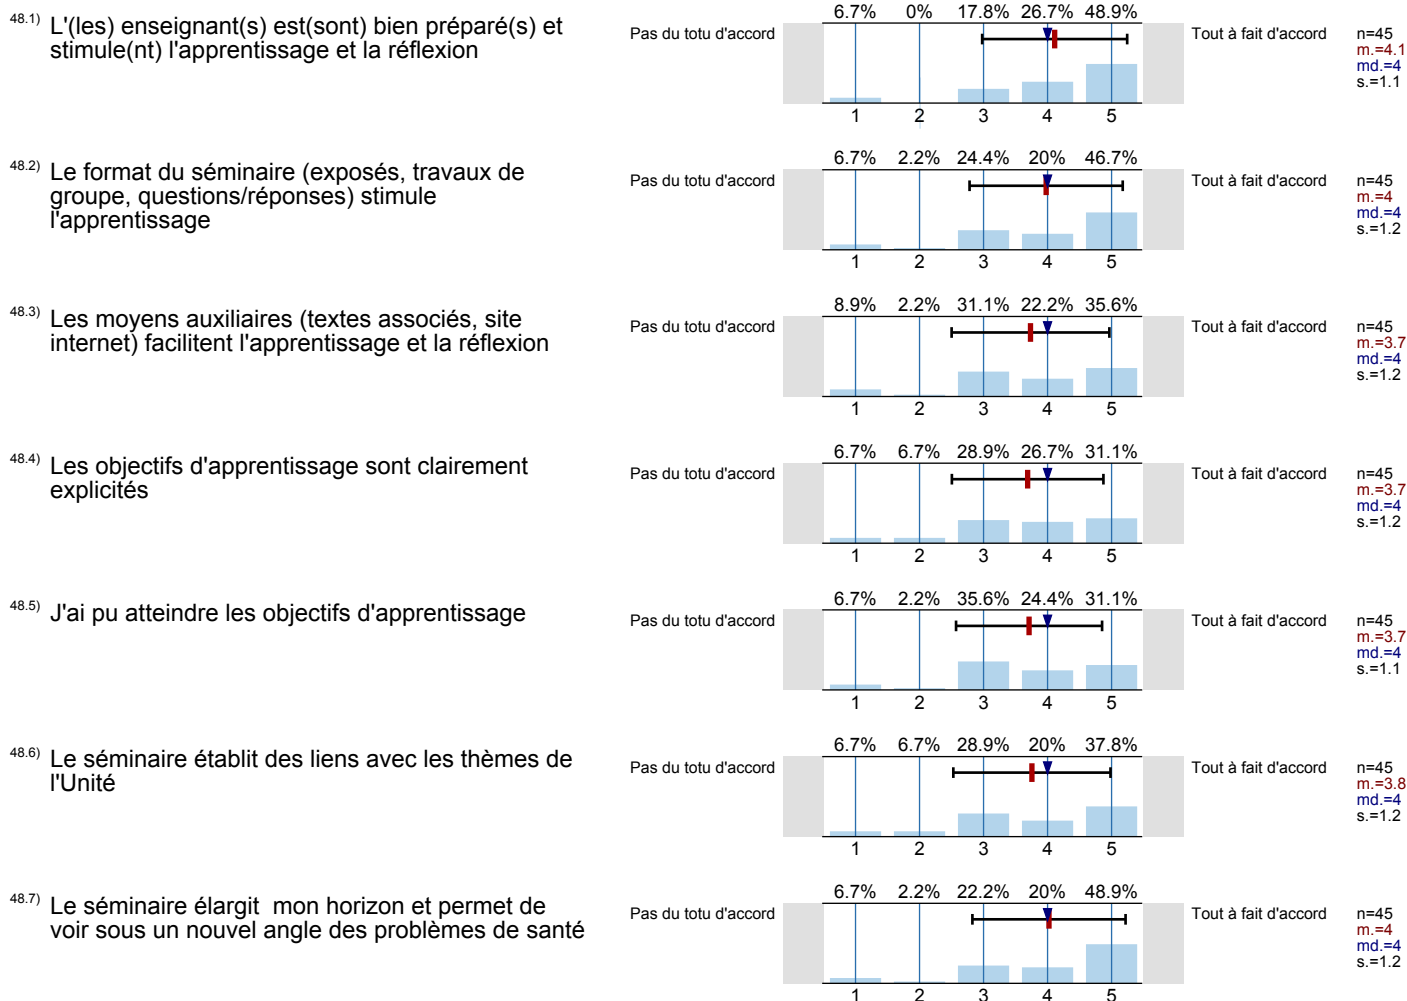 48.1) L'(les) enseignant(s) est(sont) bien préparé(s) et
stimule(nt) l'apprentissage et la réflexion
Pas du totu d'accord
6.7% 0% 17.8% 26.7% 48.9%
1 2 3 4 5
Tout à fait d'accord
n=45
m.=4.1
md.=4
s.=1.1
48.2) Le format du séminaire (exposés, travaux de
groupe, questions/réponses) stimule
l'apprentissage
Pas du totu d'accord
6.7% 2.2% 24.4% 20% 46.7%
1 2 3 4 5
Tout à fait d'accord
n=45
m.=4
md.=4
s.=1.2
48.3) Les moyens auxiliaires (textes associés, site
internet) facilitent l'apprentissage et la réflexion
Pas du totu d'accord
8.9% 2.2% 31.1% 22.2% 35.6%
1 2 3 4 5
Tout à fait d'accord
n=45
m.=3.7
md.=4
s.=1.2
48.4) Les objectifs d'apprentissage sont clairement
explicités
Pas du totu d'accord
6.7% 6.7% 28.9% 26.7% 31.1%
1 2 3 4 5
Tout à fait d'accord
n=45
m.=3.7
md.=4
s.=1.2
48.5) J'ai pu atteindre les objectifs d'apprentissage
Pas du totu d'accord
6.7% 2.2% 35.6% 24.4% 31.1%
1 2 3 4 5
Tout à fait d'accord
n=45
m.=3.7
md.=4
s.=1.1
48.6) Le séminaire établit des liens avec les thèmes de
l'Unité
Pas du totu d'accord
6.7% 6.7% 28.9% 20% 37.8%
1 2 3 4 5
Tout à fait d'accord
n=45
m.=3.8
md.=4
s.=1.2
48.7) Le séminaire élargit mon horizon et permet de
voir sous un nouvel angle des problèmes de santé
Pas du totu d'accord
6.7% 2.2% 22.2% 20% 48.9%
1 2 3 4 5
Tout à fait d'accord
n=45
m.=4
md.=4
s.=1.2